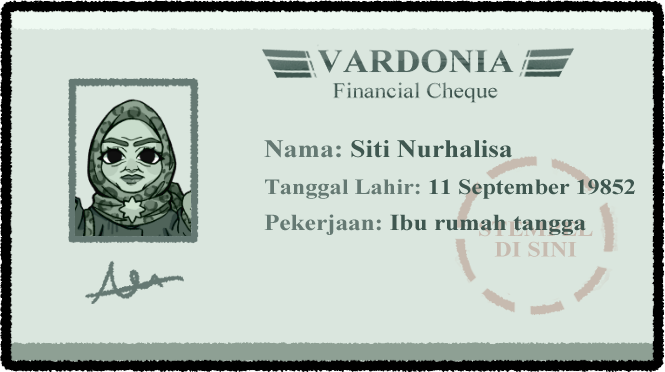 VARDONIA
Financial Cheque
Nama: Siti Nurhalisa
Tanggal Lahir: 11 September 19852
Pekerjaan: Ibu rumah tangga
STEMPEL
DI SINI